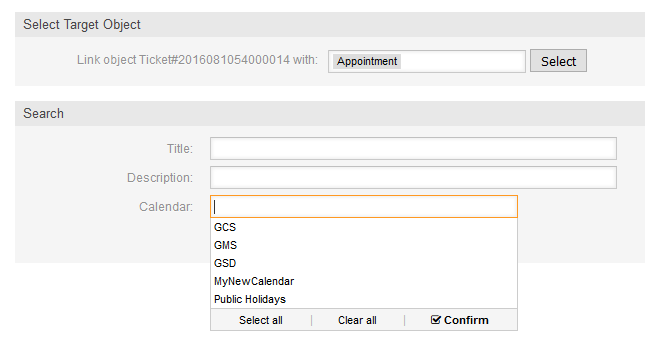 Select Target Object
Link object Ticket#2016081054000014 with: Appointment Select
Search
Title:
Description:
Calendar:
GCS
GMS
GSD
MyNewCalendar
Public Holidays
Select all | Clear all | Confirm